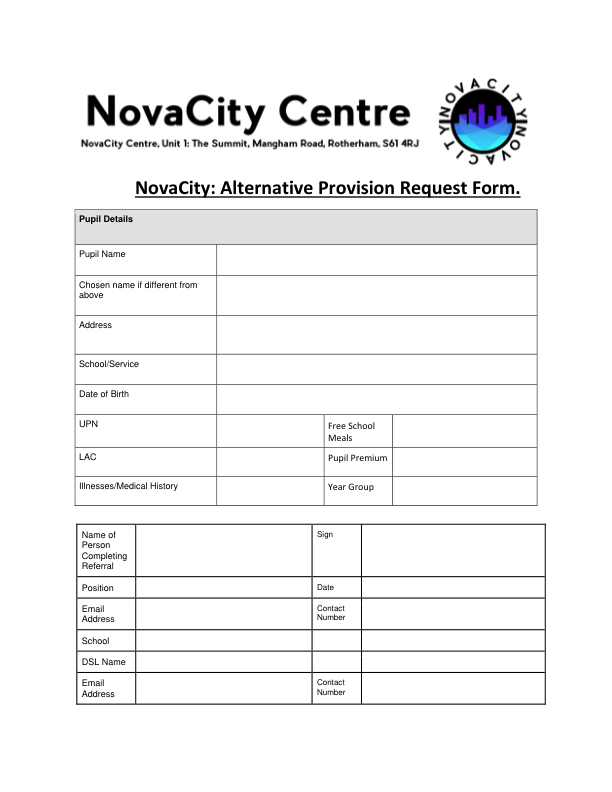 NovaCity Centre
NOVACITY
NOVACITY
NOVACITY
NovaCity Centre, Unit 1: The Summit, Mangham Road, Rotherham, S61 4RJ
NovaCity: Alternative Provision Request Form.
Pupil Details
Pupil Name
Chosen name if different from
above
Address
School/Service
Date of Birth
UPN
Free School
Meals
LAC
Pupil Premium
Illnesses/Medical History
Year Group
Name of
Person
Completing
Referral
Sign
Position
Date
Email
Address
Contact
Number
School
DSL Name
Email
Address
Contact
Number